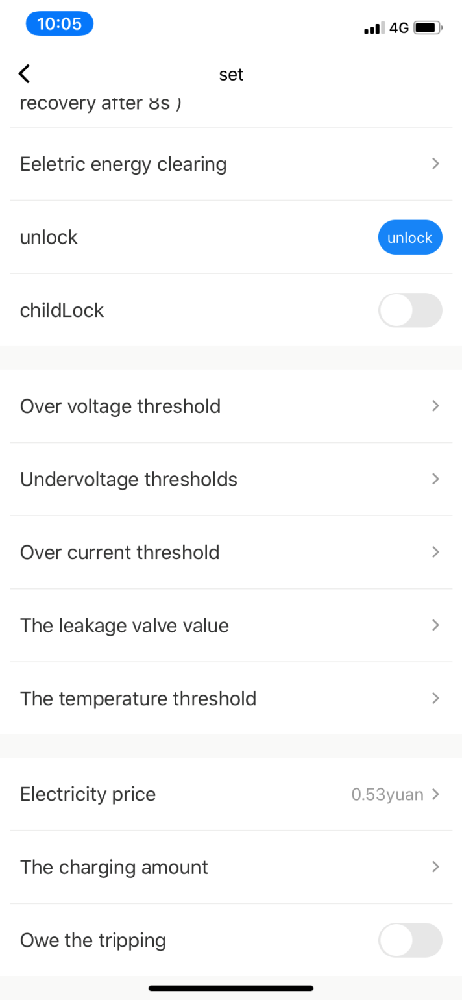 10:05
4G
set
recovery after 8s )
Eeletric energy clearing
unlock
unlock
childLock
Over voltage threshold
Undervoltage thresholds
Over current threshold
The leakage valve value
The temperature threshold
Electricity price
0.53yuan
The charging amount
Owe the tripping